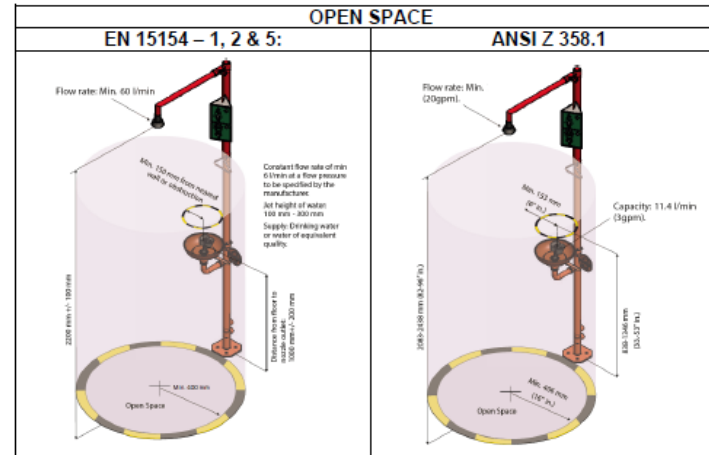 OPEN SPACE
EN 15154 – 1, 2 & 5:
ANSI Z 358.1
Flow rate: Min. 60 l/min
Min. 150 mm from nearest
wall or obstruction
Constant flow rate of min
6 l/min at a flow pressure
to be specified by the
manufacturer.
Jet height of water:
100 mm - 300 mm
Supply: Drinking water
or water of equivalent
quality.
2200 mm +/- 100 mm
Distance from floor to
nozzle outlet:
1000 mm+/- 200 mm
Min. 400 mm
Open Space
Flow rate: Min.
(20gpm).
Min. 153 mm
(6" in.)
Capacity: 11.4 l/min
(3gpm).
2083-2438 mm (82-96" in.)
838-1346 mm
(33-53" in.)
Min. 406 mm
(16" in.)
Open Space